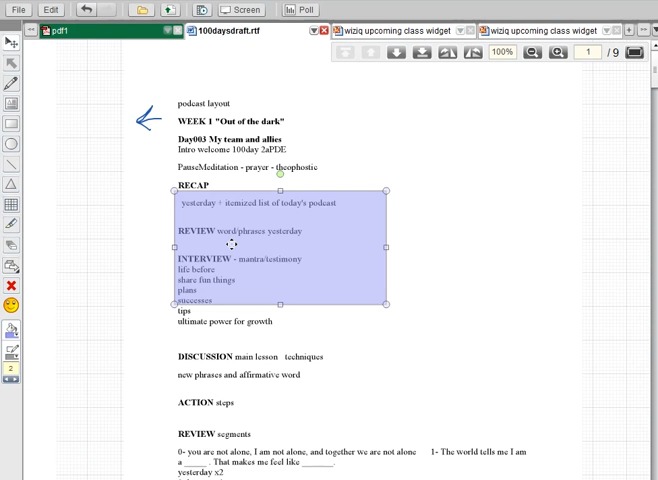 File Edit Screen Poll
pdf1 100daysdraft.rtf wiziq upcoming class widget wiziq upcoming class widget
100% 1 / 9
podcast layout
WEEK 1 "Out of the dark"
Day003 My team and allies
Intro welcome 100day 2aPDE
PauseMeditation - prayer - theophostic
RECAP
yesterday + itemized list of today's podcast
REVIEW word/phrases yesterday
INTERVIEW - mantra/testimony
life before
share fun things
plans
successes
tips
ultimate power for growth
DISCUSSION main lesson techniques
new phrases and affirmative word
ACTION steps
REVIEW segments
0- you are not alone, I am not alone, and together we are not alone 1- The world tells me I am
a _____ . That makes me feel like _______.
yesterday x2
2